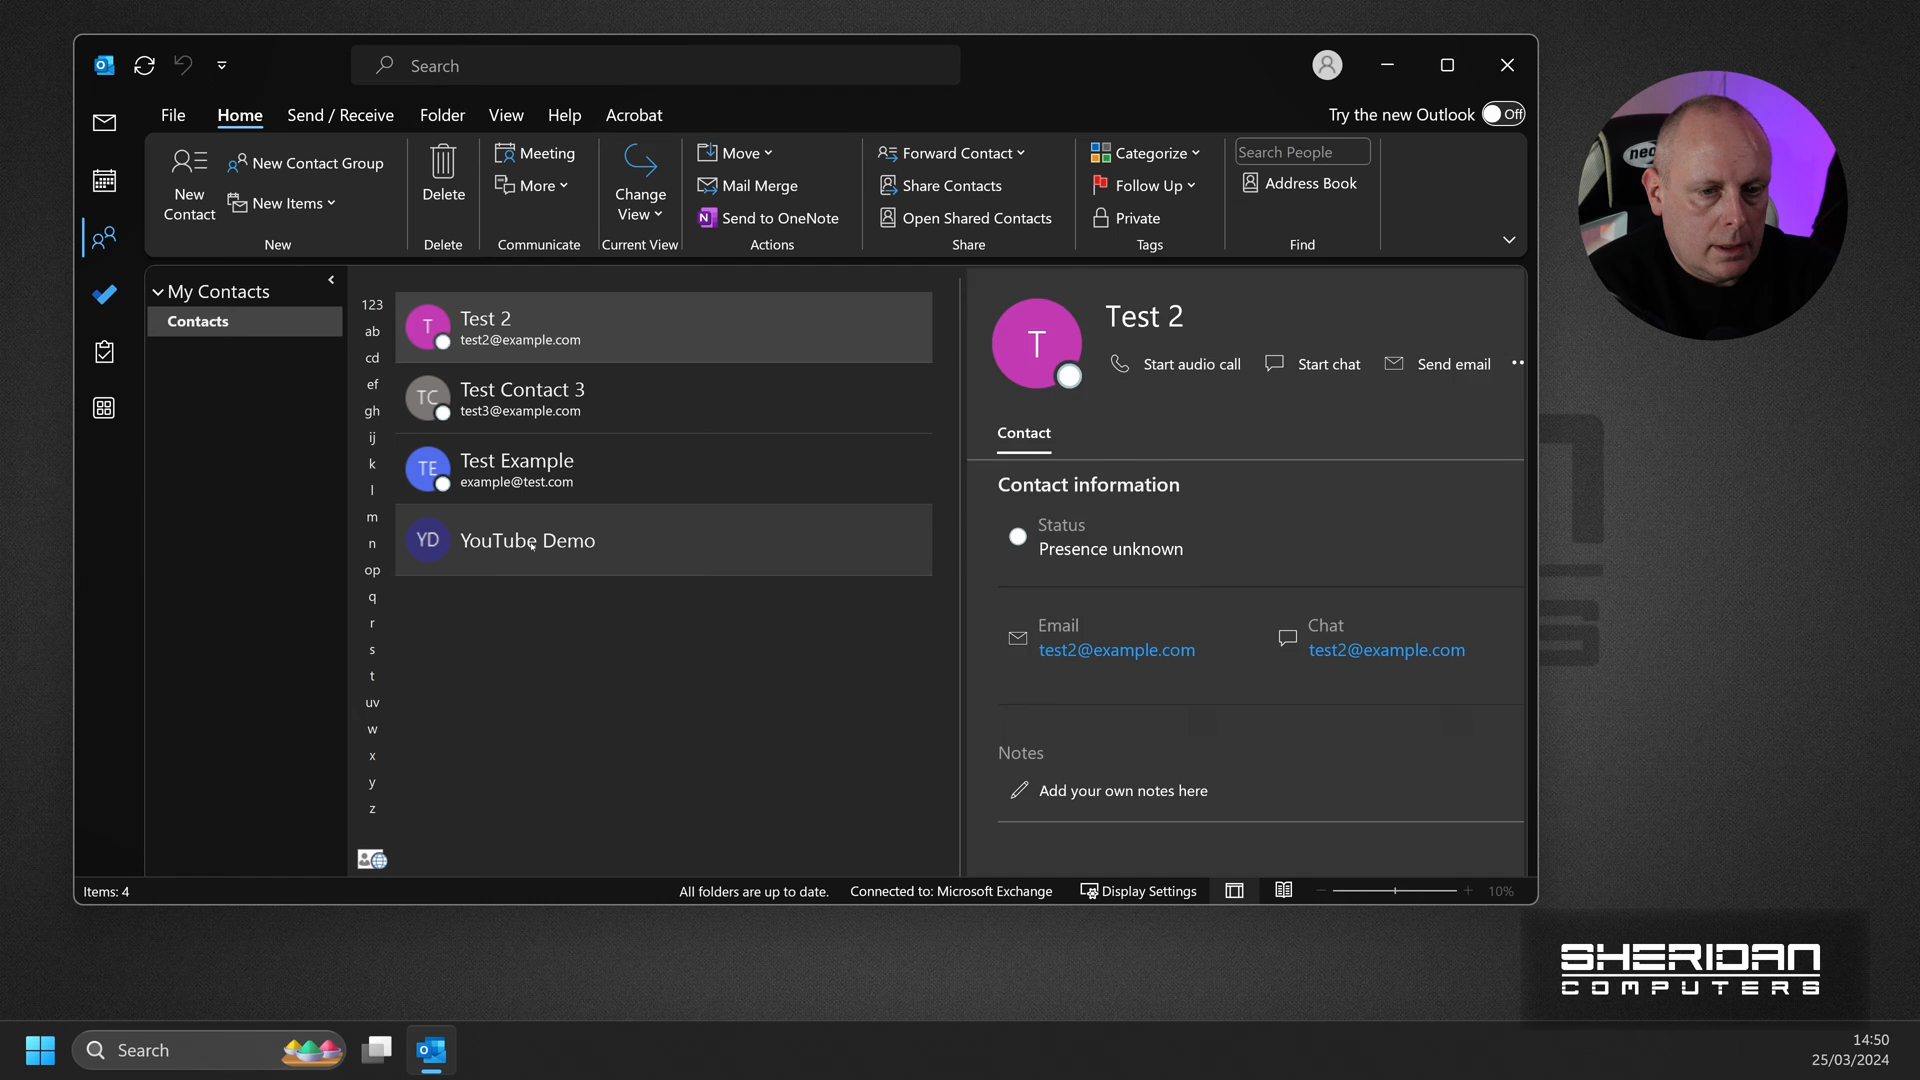 Search
File Home Send / Receive Folder View Help Acrobat
Try the new Outlook Off
New Contact
New Contact Group
New Items
New
Delete
Delete
Meeting
More
Communicate
Change View
Current View
Move
Mail Merge
Send to OneNote
Actions
Forward Contact
Share Contacts
Open Shared Contacts
Share
Categorize
Follow Up
Private
Tags
Search People
Address Book
Find
My Contacts
Contacts
123
ab
cd
ef
gh
ij
k
l
m
n
op
q
r
s
t
uv
w
x
y
z
T
Test 2
test2@example.com
TC
Test Contact 3
test3@example.com
TE
Test Example
example@test.com
YD
YouTube Demo
T
Test 2
Start audio call Start chat Send email
Contact
Contact information
Status
Presence unknown
Email
test2@example.com
Chat
test2@example.com
Notes
Add your own notes here
Items: 4
All folders are up to date. Connected to: Microsoft Exchange Display Settings 10%
neo
SHERIDAN
COMPUTERS
Search
14:50
25/03/2024